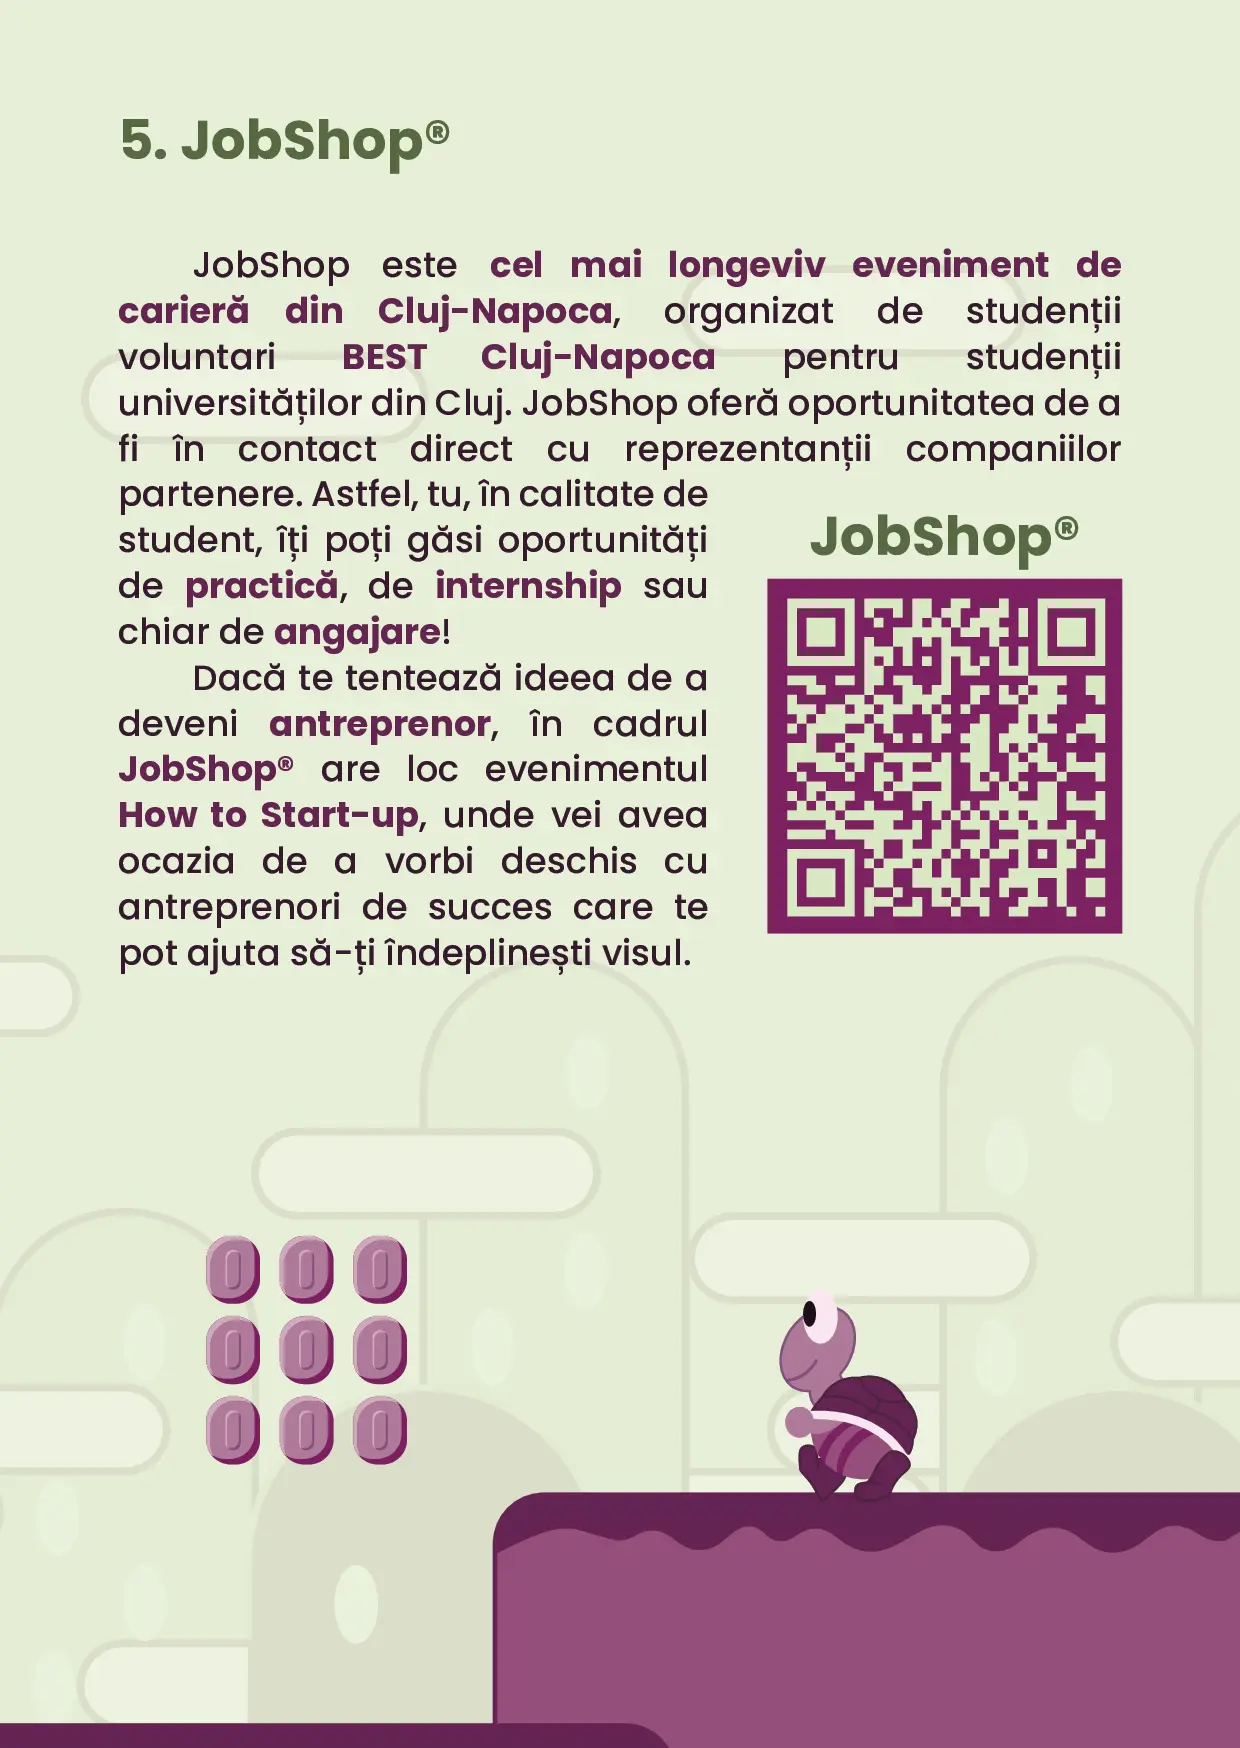 5. JobShop®
JobShop este cel mai longeviv eveniment de
carieră din Cluj-Napoca, organizat de studenții
voluntari BEST Cluj-Napoca pentru studenții
universităților din Cluj. JobShop oferă oportunitatea de a
fi în contact direct cu reprezentanții companiilor
partenere. Astfel, tu, în calitate de
student, îți poți găsi oportunități
de practică, de internship sau
chiar de angajare!
Dacă te tentează ideea de a
deveni antreprenor, în cadrul
JobShop® are loc evenimentul
How to Start-up, unde vei avea
ocazia de a vorbi deschis cu
antreprenori de succes care te
pot ajuta să-ți îndeplinești visul.
JobShop®